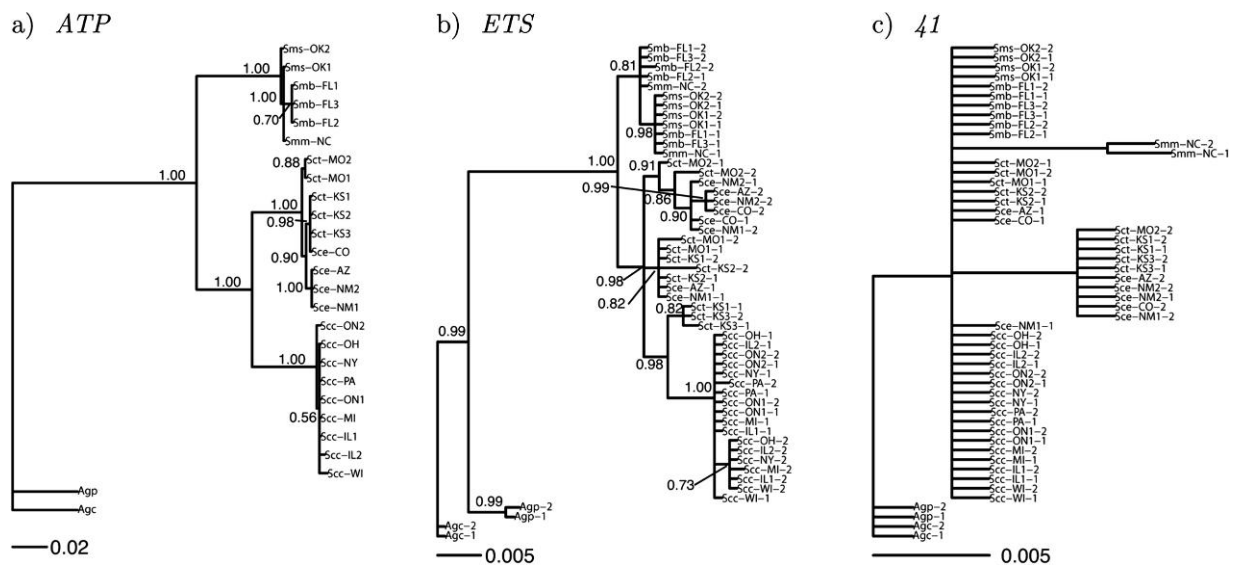 a) ATP
1.00
1.00
1.00
0.70
Sms-OK2
Sms-OK1
Smb-FL1
Smb-FL3
Smb-FL2
Smm-NC
1.00
0.88
1.00
0.98
0.90
1.00
Sct-MO2
Sct-MO1
Sct-KS1
Sct-KS2
Sct-KS3
Sce-CO
Sce-AZ
Sce-NM2
Sce-NM1
1.00
0.56
Scc-ON2
Scc-OH
Scc-NY
Scc-PA
Scc-ON1
Scc-MI
Scc-IL1
Scc-IL2
Scc-WI
Agp
Agc
0.02
b) ETS
0.81
0.98
1.00
Smb-FL1-2
Smb-FL3-2
Smb-FL2-2
Smb-FL2-1
Smm-NC-2
Sms-OK2-2
Sms-OK2-1
Sms-OK1-2
Sms-OK1-1
Smb-FL1-1
Smb-FL3-1
Smm-NC-1
0.91
0.99
0.86
0.90
Sct-MO2-1
Sct-MO2-2
Sce-NM2-1
Sce-AZ-2
Sce-NM2-2
Sce-CO-2
Sce-CO-1
Sce-NM1-2
0.98
0.82
Sct-MO1-2
Sct-MO1-1
Sct-KS1-2
Sct-KS2-2
Sct-KS2-1
Sce-AZ-1
Sce-NM1-1
0.82
Sct-KS1-1
Sct-KS3-2
Sct-KS3-1
0.99
0.98
1.00
0.73
Scc-OH-1
Scc-IL2-1
Scc-ON2-2
Scc-ON2-1
Scc-NY-1
Scc-PA-2
Scc-PA-1
Scc-ON1-2
Scc-ON1-1
Scc-MI-1
Scc-IL1-1
Scc-OH-2
Scc-IL2-2
Scc-NY-2
Scc-MI-2
Scc-IL1-2
Scc-WI-2
Scc-WI-1
0.99
Agp-2
Agp-1
Agc-2
Agc-1
0.005
c) 41
Sms-OK2-2
Sms-OK2-1
Sms-OK1-2
Sms-OK1-1
Smb-FL1-2
Smb-FL1-1
Smb-FL3-2
Smb-FL3-1
Smb-FL2-2
Smb-FL2-1
Smm-NC-2
Smm-NC-1
Sct-MO2-1
Sct-MO1-2
Sct-MO1-1
Sct-KS2-2
Sct-KS2-1
Sce-AZ-1
Sce-CO-1
Sct-MO2-2
Sct-KS1-2
Sct-KS1-1
Sct-KS3-2
Sct-KS3-1
Sce-AZ-2
Sce-NM2-2
Sce-NM2-1
Sce-CO-2
Sce-NM1-2
Sce-NM1-1
Scc-OH-2
Scc-OH-1
Scc-IL2-2
Scc-IL2-1
Scc-ON2-2
Scc-ON2-1
Scc-NY-2
Scc-NY-1
Scc-PA-2
Scc-PA-1
Scc-ON1-2
Scc-ON1-1
Scc-MI-2
Scc-MI-1
Scc-IL1-2
Scc-IL1-1
Scc-WI-2
Scc-WI-1
Agp-2
Agp-1
Agc-2
Agc-1
0.005